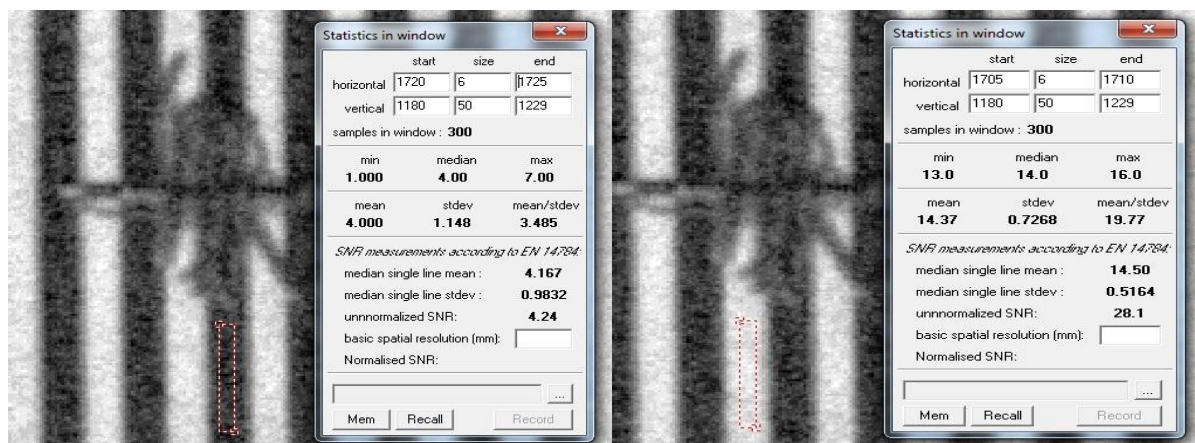 Statistics in window
start size end
horizontal 1720 6 1725
vertical 1180 50 1229
samples in window : 300
min median max
1.000 4.00 7.00
mean stdev mean/stdev
4.000 1.148 3.485
SNR measurements according to EN 14784:
median single line mean : 4.167
median single line stdev : 0.9832
unnnormalized SNR: 4.24
basic spatial resolution (mm):
Normalised SNR:
...
Mem Recall Record
Statistics in window
start size end
horizontal 1705 6 1710
vertical 1180 50 1229
samples in window : 300
min median max
13.0 14.0 16.0
mean stdev mean/stdev
14.37 0.7268 19.77
SNR measurements according to EN 14784:
median single line mean : 14.50
median single line stdev : 0.5164
unnnormalized SNR: 28.1
basic spatial resolution (mm):
Normalised SNR:
...
Mem Recall Record